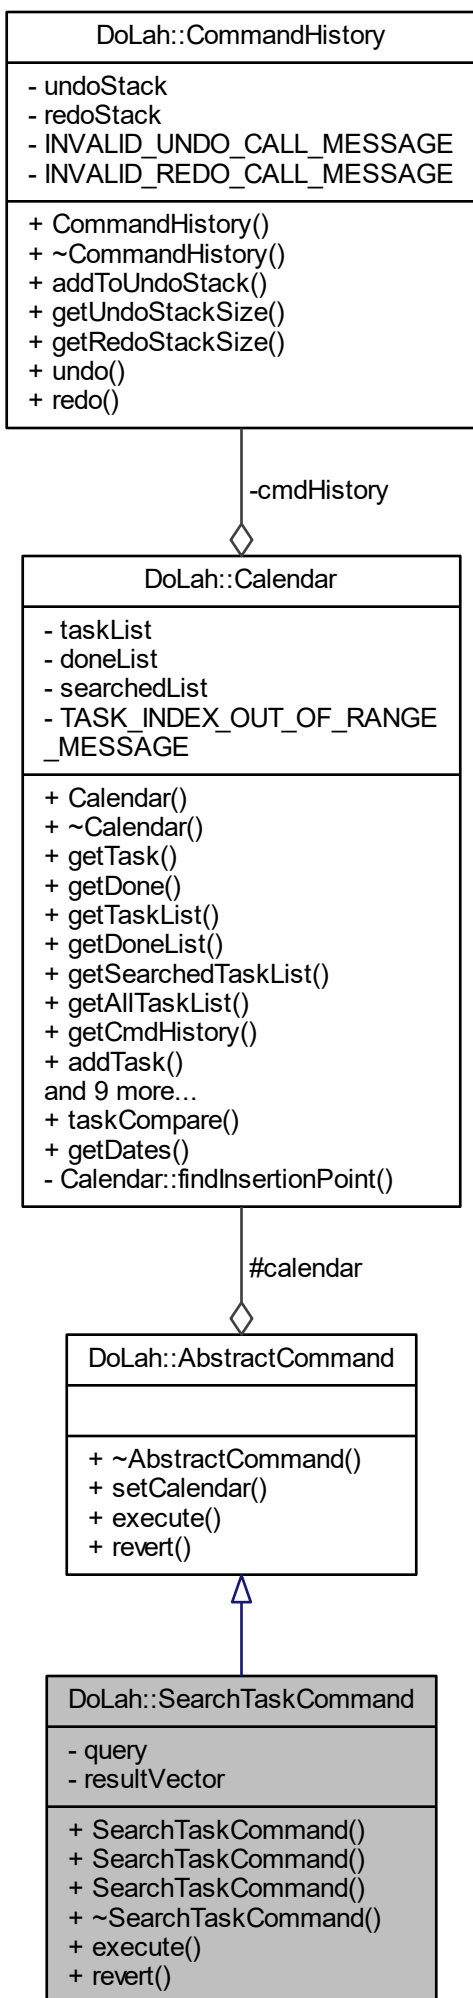 DoLah::CommandHistory
- undoStack
- redoStack
- INVALID_UNDO_CALL_MESSAGE
- INVALID_REDO_CALL_MESSAGE
+ CommandHistory()
+ ~CommandHistory()
+ addToUndoStack()
+ getUndoStackSize()
+ getRedoStackSize()
+ undo()
+ redo()
-cmdHistory
DoLah::Calendar
- taskList
- doneList
- searchedList
- TASK_INDEX_OUT_OF_RANGE
_MESSAGE
+ Calendar()
+ ~Calendar()
+ getTask()
+ getDone()
+ getTaskList()
+ getDoneList()
+ getSearchedTaskList()
+ getAllTaskList()
+ getCmdHistory()
+ addTask()
and 9 more...
+ taskCompare()
+ getDates()
- Calendar::findInsertionPoint()
#calendar
DoLah::AbstractCommand
+ ~AbstractCommand()
+ setCalendar()
+ execute()
+ revert()
DoLah::SearchTaskCommand
- query
- resultVector
+ SearchTaskCommand()
+ SearchTaskCommand()
+ SearchTaskCommand()
+ ~SearchTaskCommand()
+ execute()
+ revert()